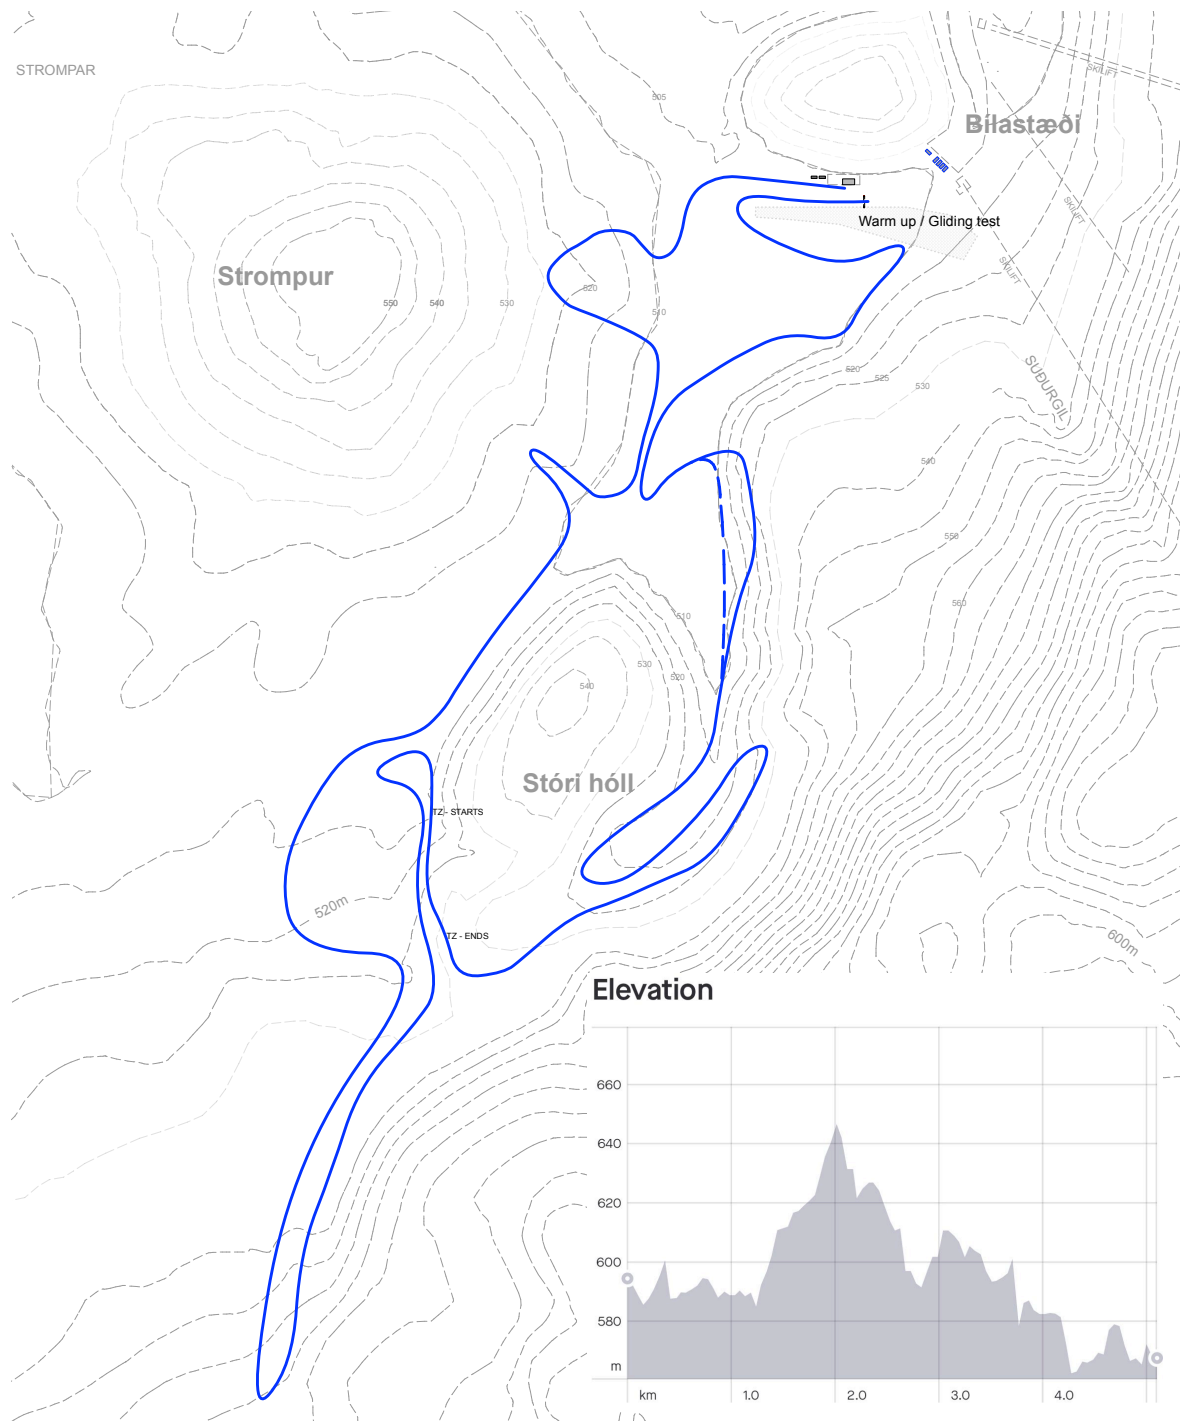 STROMPAR
SKILIFT
505
Bílastæði
SKILIFT
Warm up / Gliding test
SKILIFT
Strompur
520
550
540
530
510
520
525
530
SUÐURGIL
540
550
560
510
530
520
540
Stóri hóll
TZ - STARTS
520m
TZ - ENDS
600m
Elevation
660
640
620
600
580
m
km
1.0
2.0
3.0
4.0